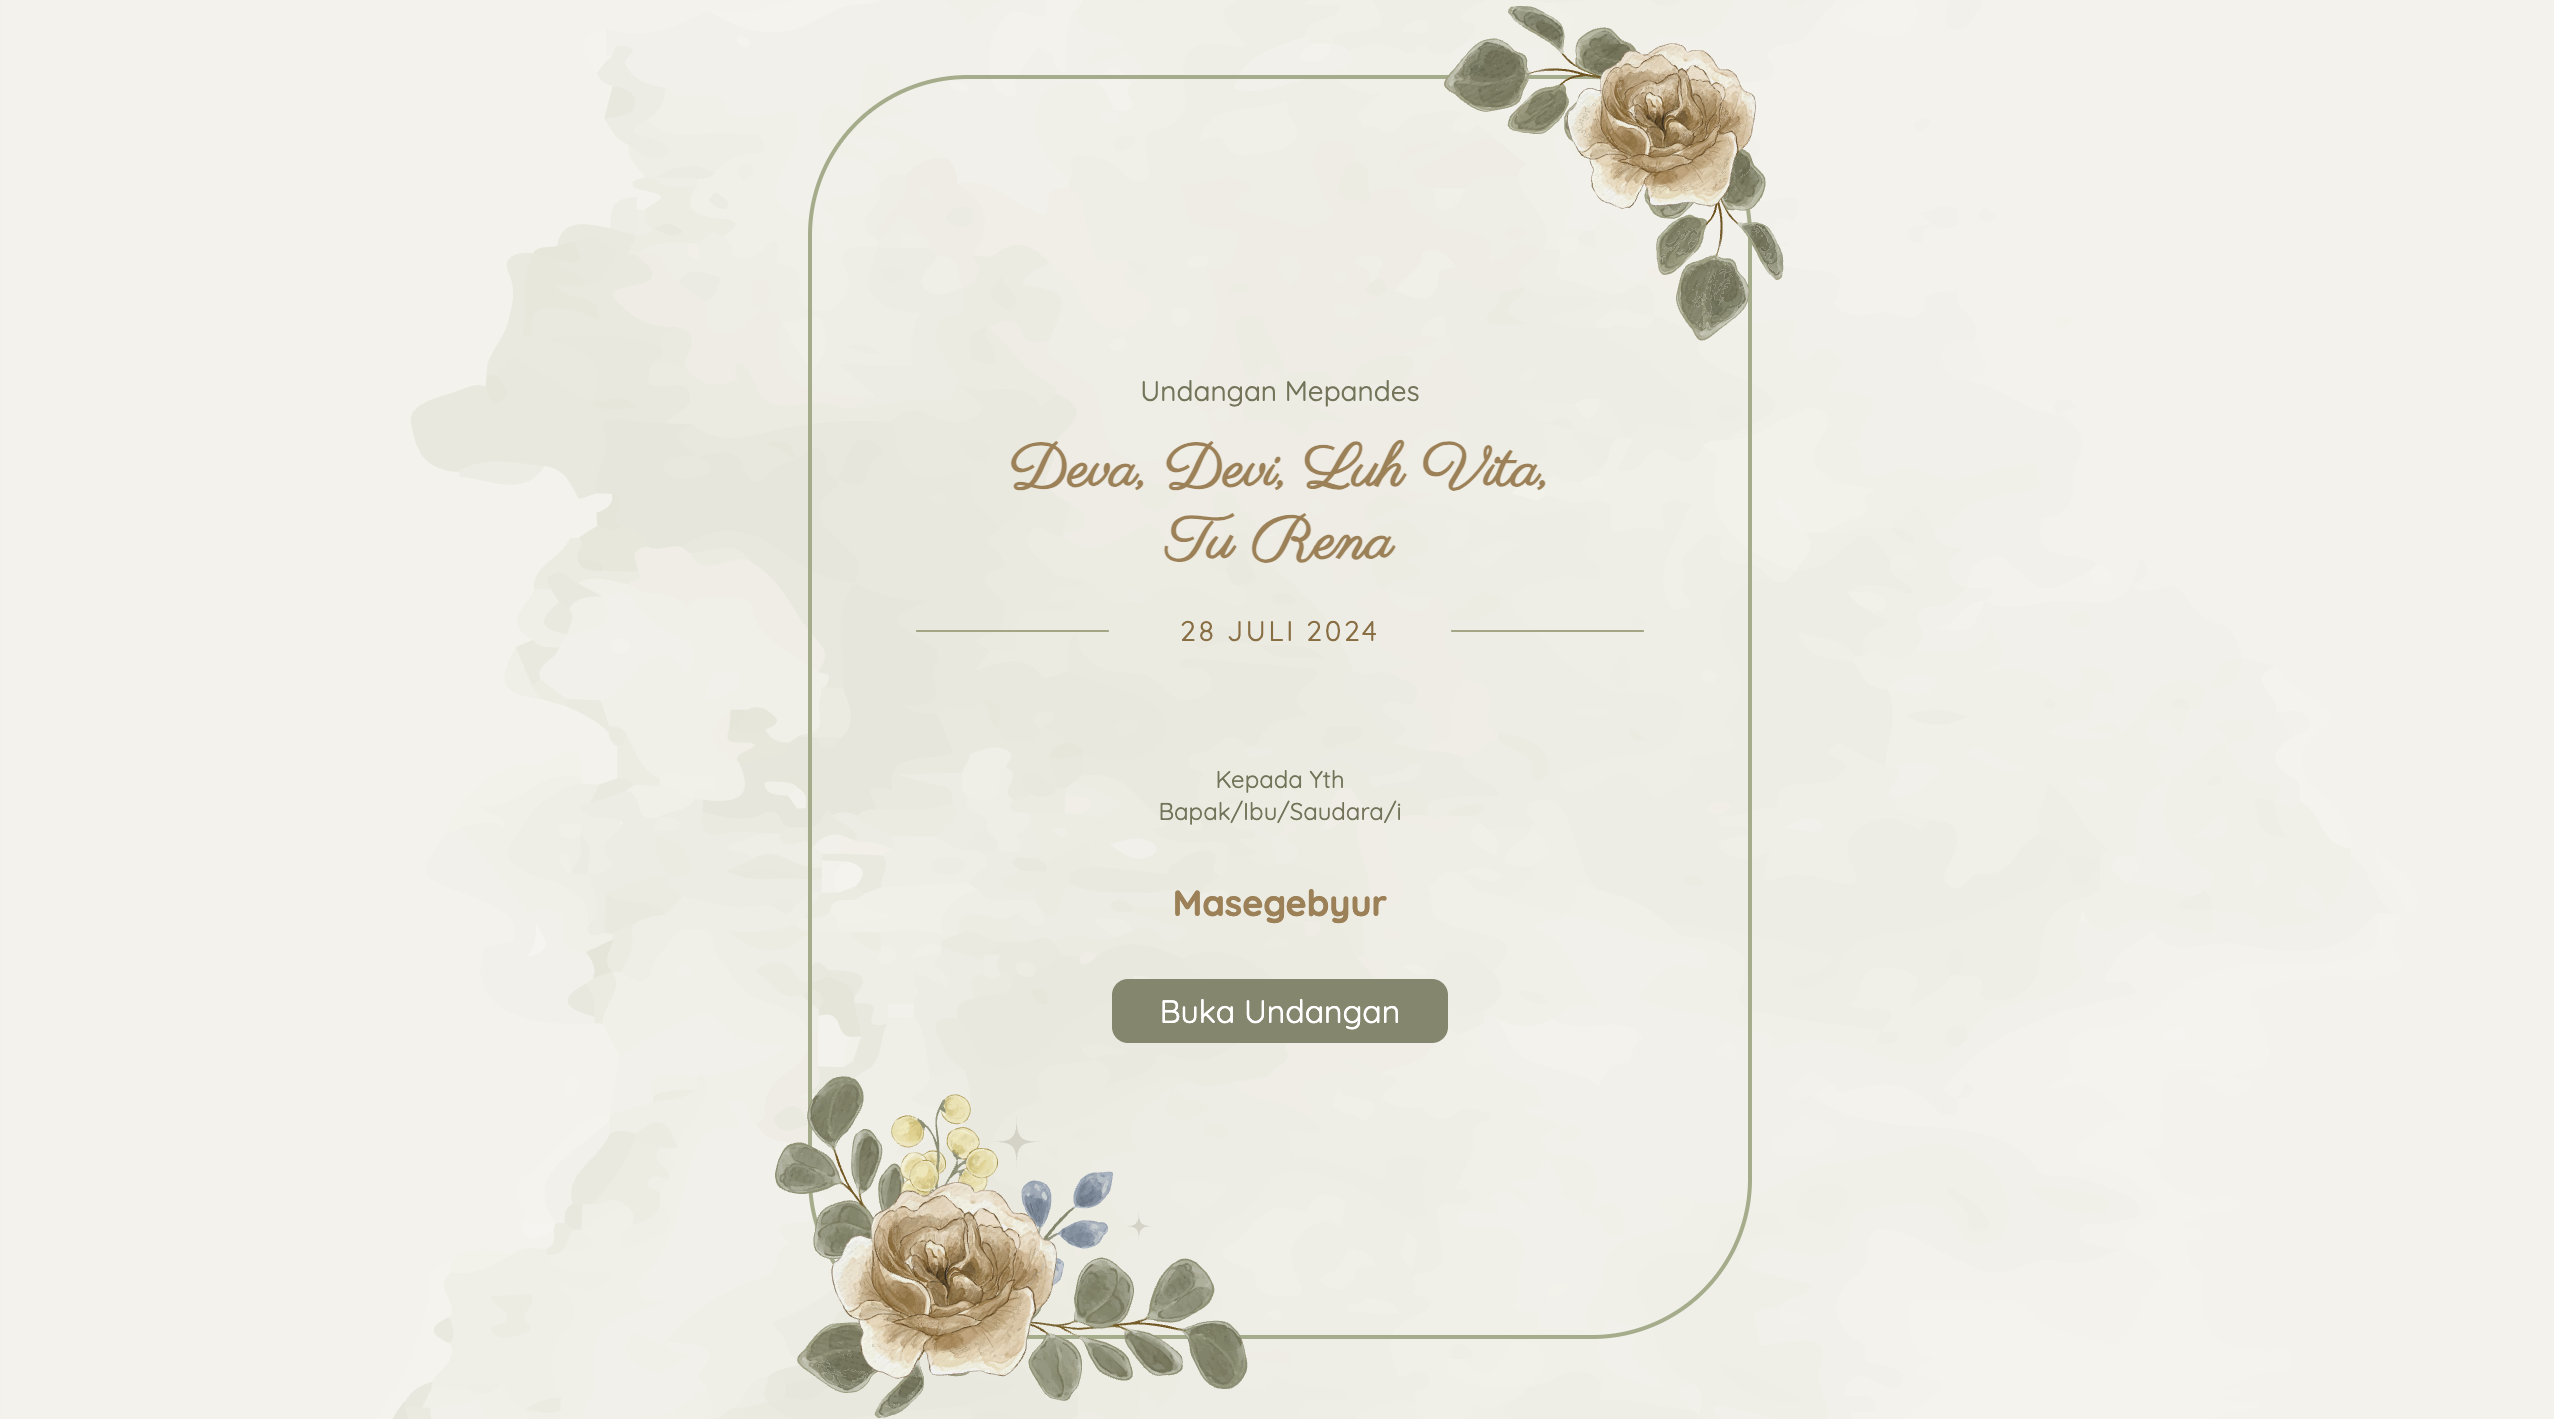 Undangan Mepandes
Deva, Devi, Luh Vita,
Tu Rena
28 JULI 2024
Kepada Yth
Bapak/Ibu/Saudara/i
Masegebyur
Buka Undangan